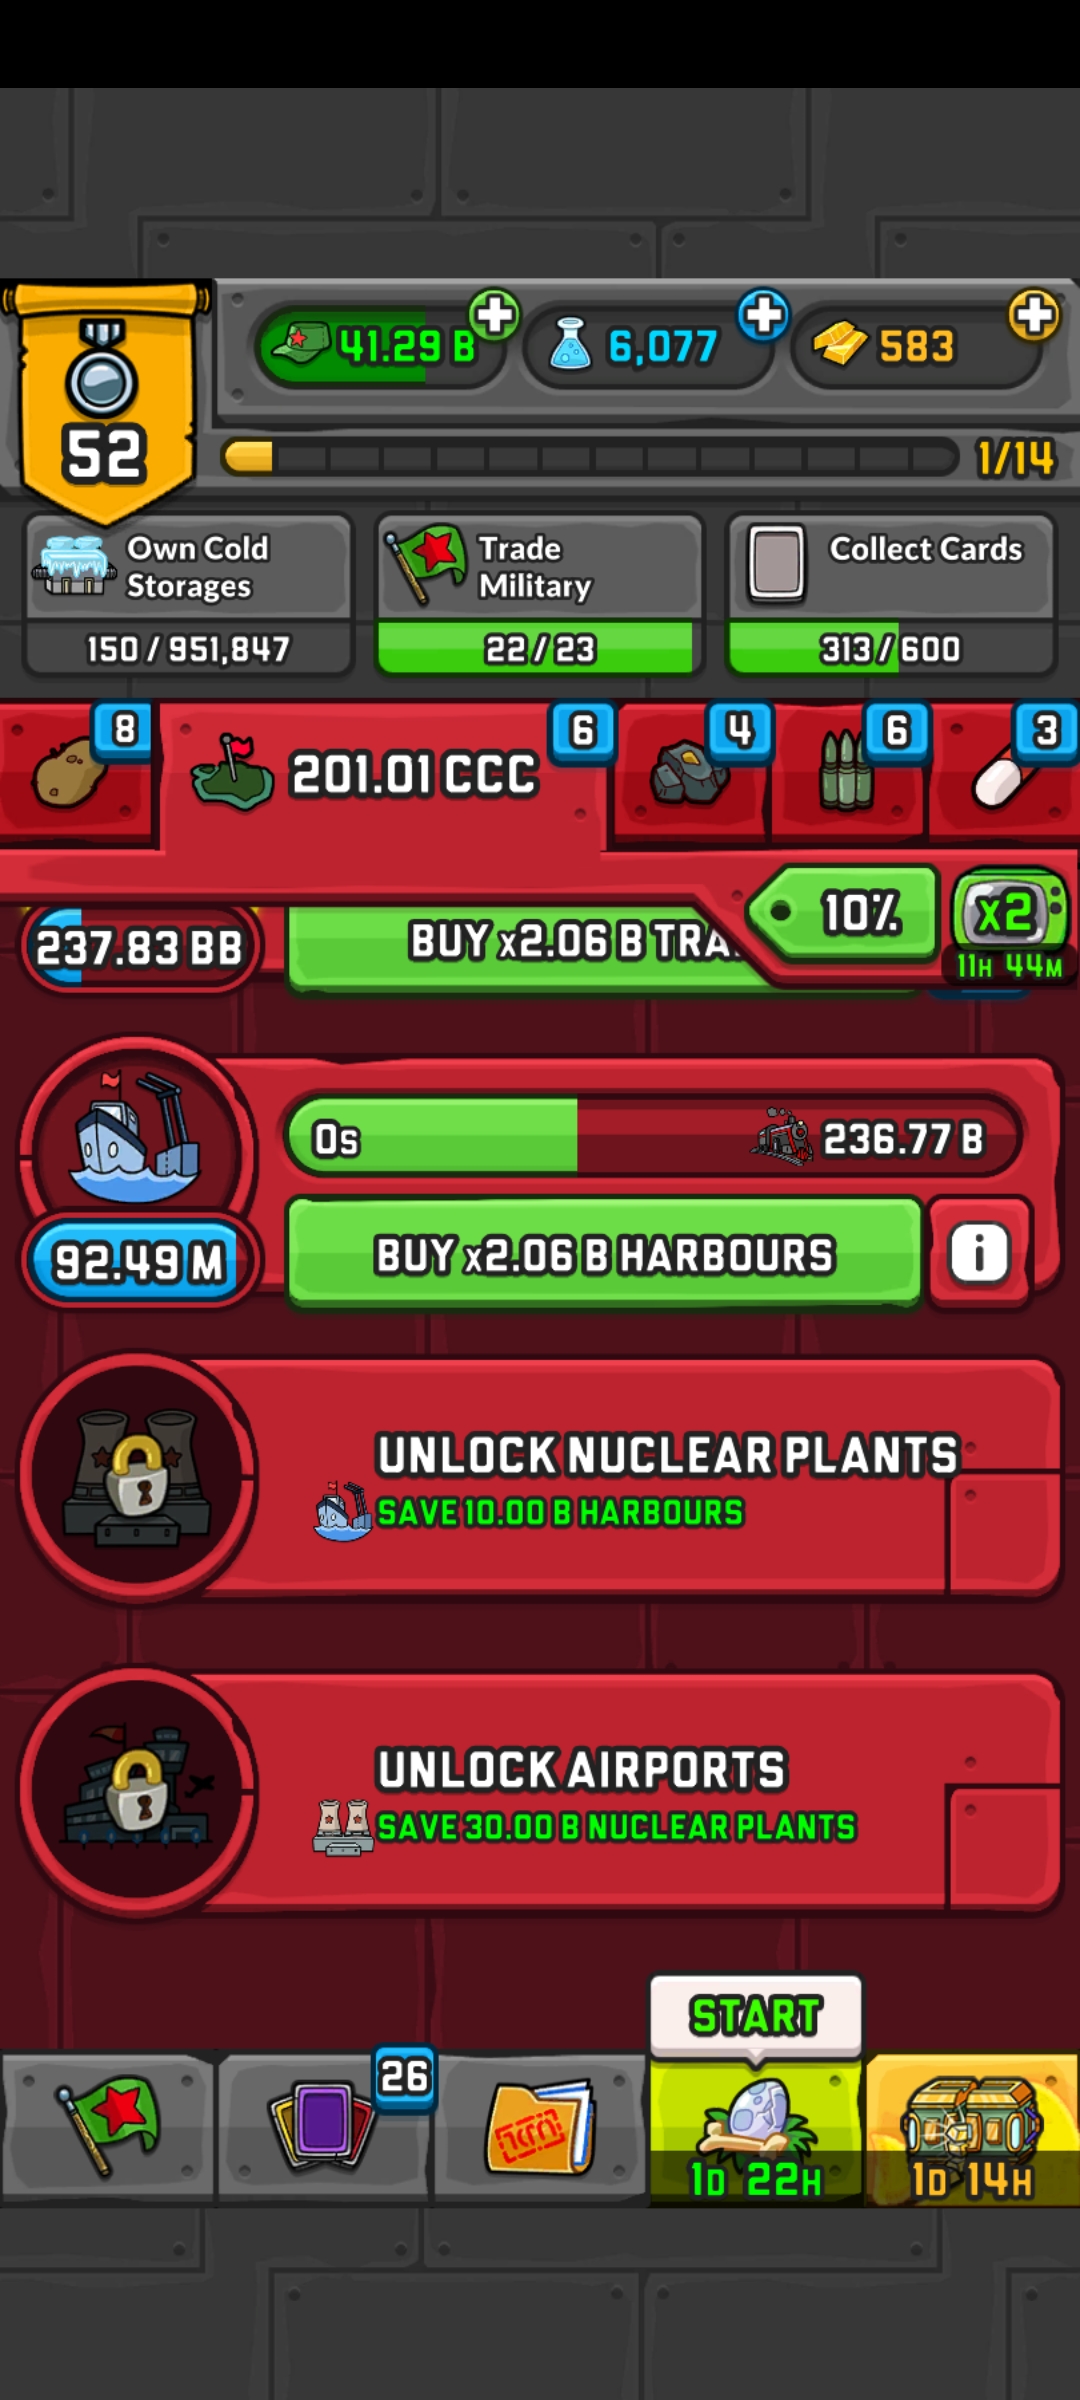 41.29 B
6,077
583
52
1/14
Own Cold
Storages
Trade
Military
Collect Cards
150 / 951,847
22 / 23
313 / 600
8
201.01 CCC
6
4
6
3
10%
x2
11H 44M
237.83 BB
BUY x2.06 B TRA
0s
236.77 B
92.49 M
BUY x2.06 B HARBOURS
i
UNLOCK NUCLEAR PLANTS
SAVE 10.00 B HARBOURS
UNLOCK AIRPORTS
SAVE 30.00 B NUCLEAR PLANTS
START
26
1D 22H
1D 14H